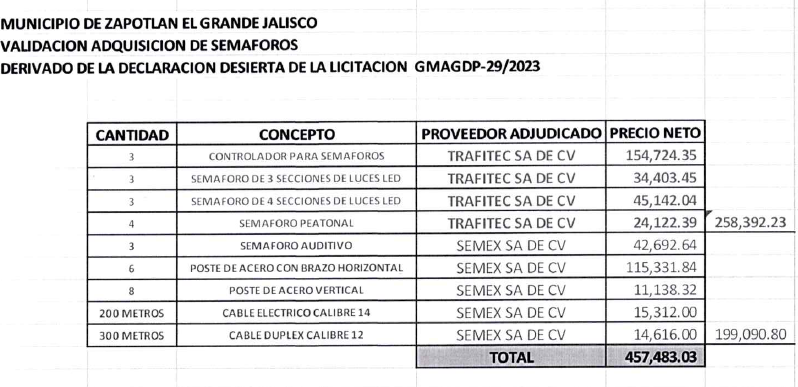 MUNICIPIO DE ZAPOTLAN EL GRANDE JALISCO
VALIDACION ADQUISICION DE SEMAFOROS
DERIVADO DE LA DECLARACION DESIERTA DE LA LICITACION GMAGDP-29/2023
CANTIDAD CONCEPTO PROVEEDOR ADJUDICADO PRECIO NETO
3 CONTROLADOR PARA SEMAFOROS TRAFITEC SA DE CV 154,724.35
3 SEMAFORO DE 3 SECCIONES DE LUCES LED TRAFITEC SA DE CV 34,403.45
3 SEMAFORO DE 4 SECCIONES DE LUCES LED TRAFITEC SA DE CV 45,142.04
4 SEMAFORO PEATONAL TRAFITEC SA DE CV 24,122.39 258,392.23
3 SEMAFORO AUDITIVO SEMEX SA DE CV 42,692.64
6 POSTE DE ACERO CON BRAZO HORIZONTAL SEMEX SA DE CV 115,331.84
8 POSTE DE ACERO VERTICAL SEMEX SA DE CV 11,138.32
200 METROS CABLE ELECTRICO CALIBRE 14 SEMEX SA DE CV 15,312.00
300 METROS CABLE DUPLEX CALIBRE 12 SEMEX SA DE CV 14,616.00 199,090.80
TOTAL 457,483.03